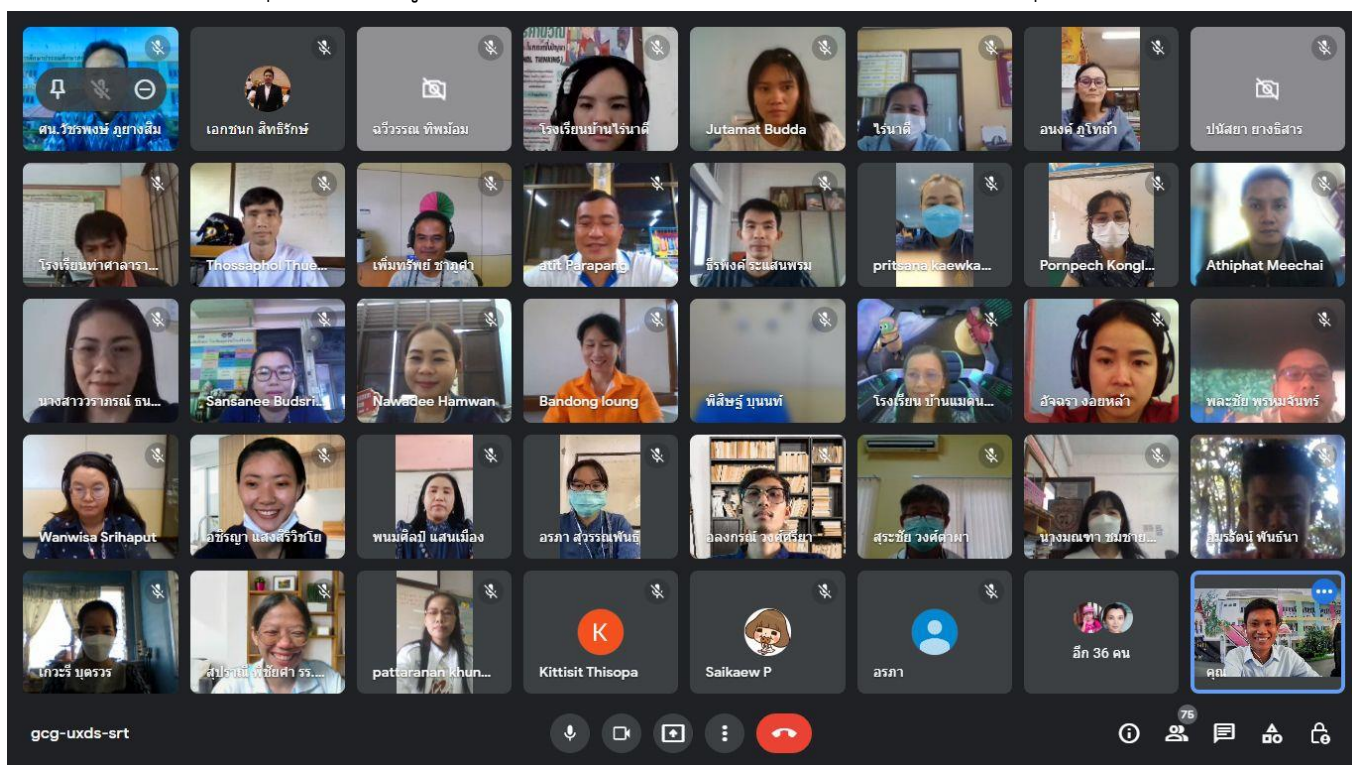 ศน.วัชรพงษ์ ภูยางสิม
เอกชนก สิทธิรักษ์
ฉวีวรรณ ทิพม้อม
โรงเรียนบ้านไร่นาดี
Jutamat Budda
ไร่นาดี
อนงค์ ภูโทถ้ำ
ปนัสยา ยางธิสาร
โรงเรียนท่าศาลารา...
Thossaphol Thue...
เพิ่มทรัพย์ ชาภูคำ
atit Parapang
ธีรพงค์ ระแสนพรม
pritsana kaewka...
Pornpech Kongl...
Athiphat Meechai
นางสาววราภรณ์ ธน...
Sansanee Budsri...
Nawadee Hamwan
Bandong loung
พิสิษฐ์ บุนนท์
โรงเรียน บ้านแมดน...
อัจฉรา งอยหล้า
พละชัย พรหมจันทร์
Wanwisa Srihaput
อชิรญา แสงสิริวิชโย
พนมศิลป์ แสนเมือง
อรภา สุวรรณพันธ์
อลงกรณ์ วงศ์ศรียา
สุระชัย วงศ์ตาผา
นางมณฑา ชมชาย...
อมรรัตน์ พันธ์นา
เกวะรี บุตรวร
สุปราณี พิชัยคำ รร....
pattaranan khun...
K
Kittisit Thisopa
Saikaew P
อรภา
อีก 36 คน
คุณ
gcg-uxds-srt
76